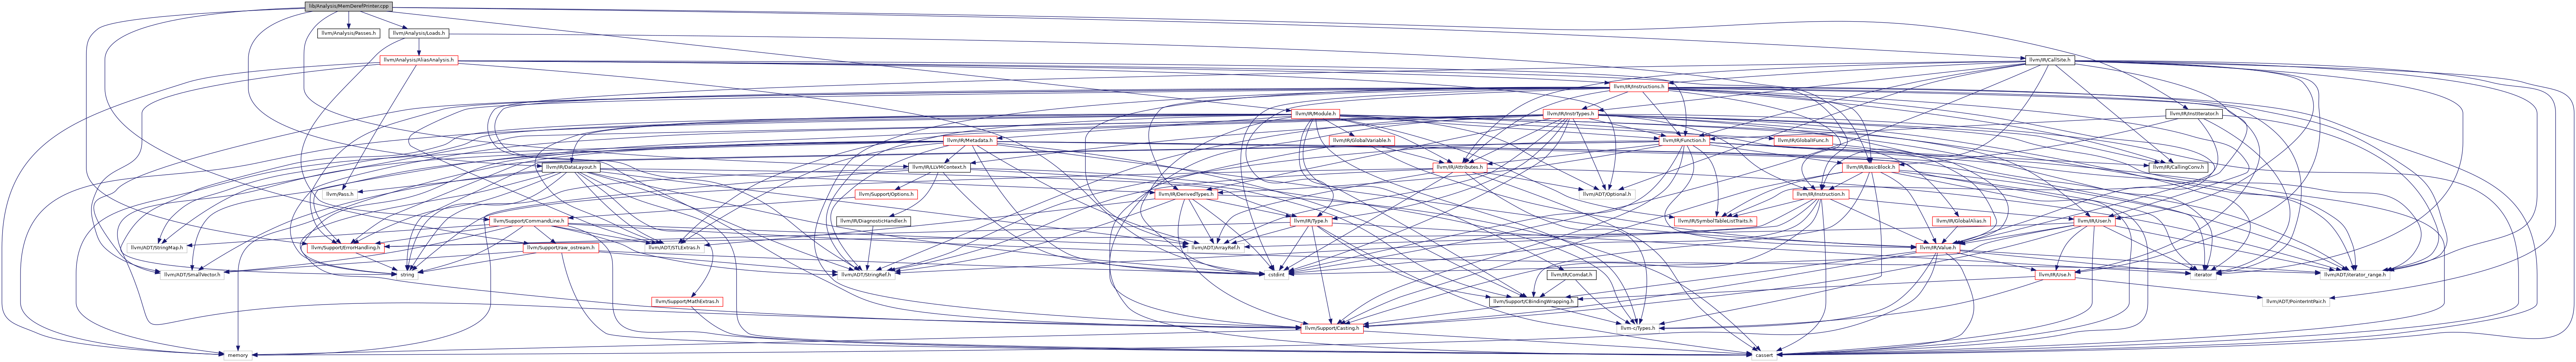 lib/Analysis/MemDerefPrinter.cpp
llvm/Analysis/Passes.h
llvm/Analysis/Loads.h
llvm/Analysis/AliasAnalysis.h
llvm/IR/CallSite.h
llvm/IR/Instructions.h
llvm/IR/Module.h
llvm/IR/InstrTypes.h
llvm/IR/InstIterator.h
llvm/IR/Metadata.h
llvm/IR/GlobalVariable.h
llvm/IR/Function.h
llvm/IR/GlobalIFunc.h
llvm/IR/DataLayout.h
llvm/IR/LLVMContext.h
llvm/IR/Attributes.h
llvm/IR/BasicBlock.h
llvm/IR/CallingConv.h
llvm/Pass.h
llvm/Support/Options.h
llvm/IR/DerivedTypes.h
llvm/ADT/Optional.h
llvm/IR/Instruction.h
llvm/Support/CommandLine.h
llvm/IR/DiagnosticHandler.h
llvm/IR/Type.h
llvm/IR/SymbolTableListTraits.h
llvm/IR/GlobalAlias.h
llvm/IR/User.h
llvm/ADT/StringMap.h
llvm/Support/ErrorHandling.h
llvm/Support/raw_ostream.h
llvm/ADT/STLExtras.h
llvm/ADT/ArrayRef.h
llvm/IR/Value.h
llvm/ADT/SmallVector.h
string
llvm/ADT/StringRef.h
cstdint
llvm/IR/Comdat.h
llvm/IR/Use.h
iterator
llvm/ADT/iterator_range.h
llvm/Support/MathExtras.h
llvm/Support/CBindingWrapping.h
llvm/ADT/PointerIntPair.h
llvm/Support/Casting.h
llvm-c/Types.h
memory
cassert